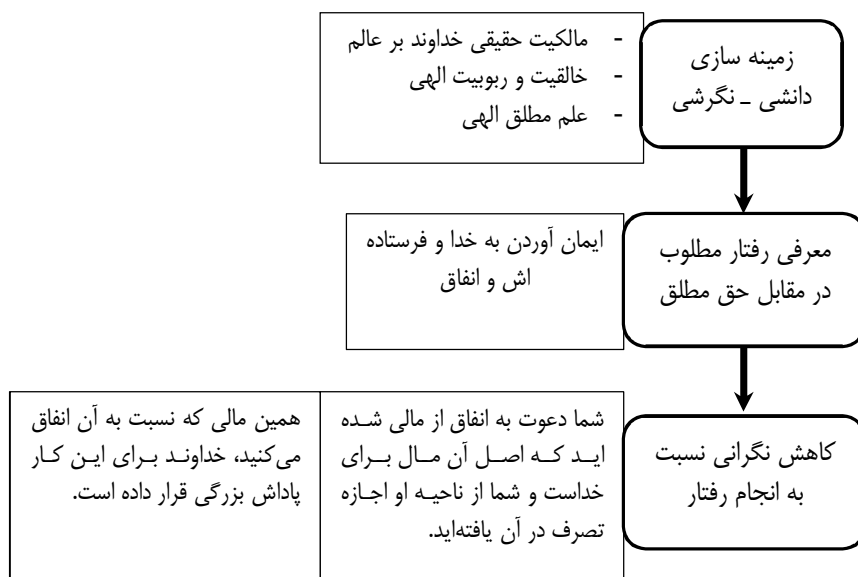 زمینه سازی
دانشی ـ نگرشی
- مالکیت حقیقی خداوند بر عالم
- خالقیت و ربوبیت الهی
- علم مطلق الهی
معرفی رفتار مطلوب
در مقابل حق مطلق
ایمان آوردن به خدا و فرستاده
اش و انفاق
کاهش نگرانی نسبت
به انجام رفتار
شما دعوت به انفاق از مالی شده
اید که اصل آن مال برای
خداست و شما از ناحیه او اجازه
تصرف در آن یافته‌اید.
همین مالی که نسبت به آن انفاق
می‌کنید، خداوند برای این کار
پاداش بزرگی قرار داده است.